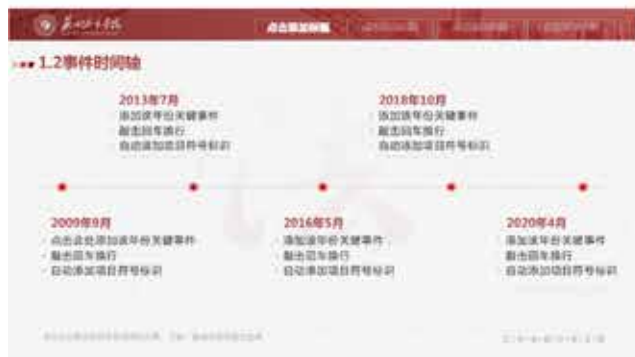 点击添加标题
1.2事件时间轴
2013年7月
添加该年份关键事件
敲击回车换行
自动添加项目符号标识
2018年10月
添加该年份关键事件
敲击回车换行
自动添加项目符号标识
2009年9月
点击此处添加该年份关键事件
敲击回车换行
自动添加项目符号标识
2016年5月
添加该年份关键事件
敲击回车换行
自动添加项目符号标识
2020年4月
添加该年份关键事件
敲击回车换行
自动添加项目符号标识